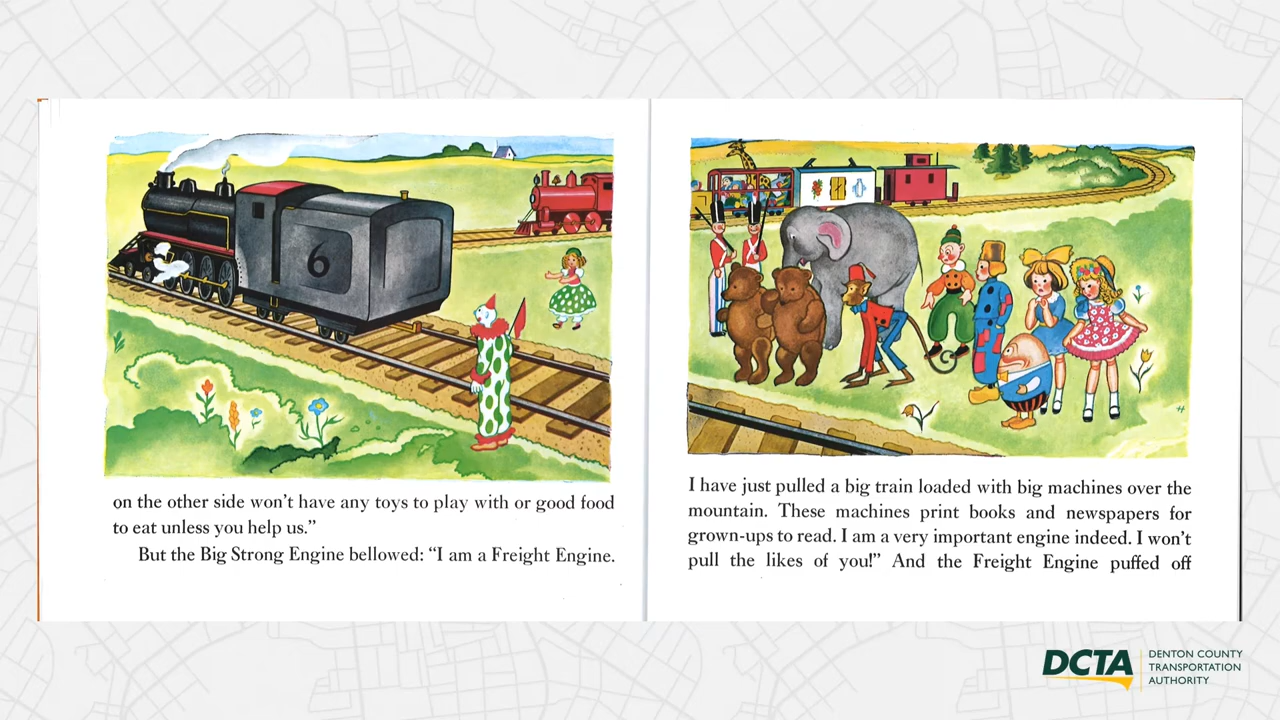 6
on the other side won’t have any toys to play with or good food
to eat unless you help us.”
But the Big Strong Engine bellowed: “I am a Freight Engine.
I have just pulled a big train loaded with big machines over the
mountain. These machines print books and newspapers for
grown-ups to read. I am a very important engine indeed. I won’t
pull the likes of you!” And the Freight Engine puffed off
DCTA
DENTON COUNTY
TRANSPORTATION
AUTHORITY